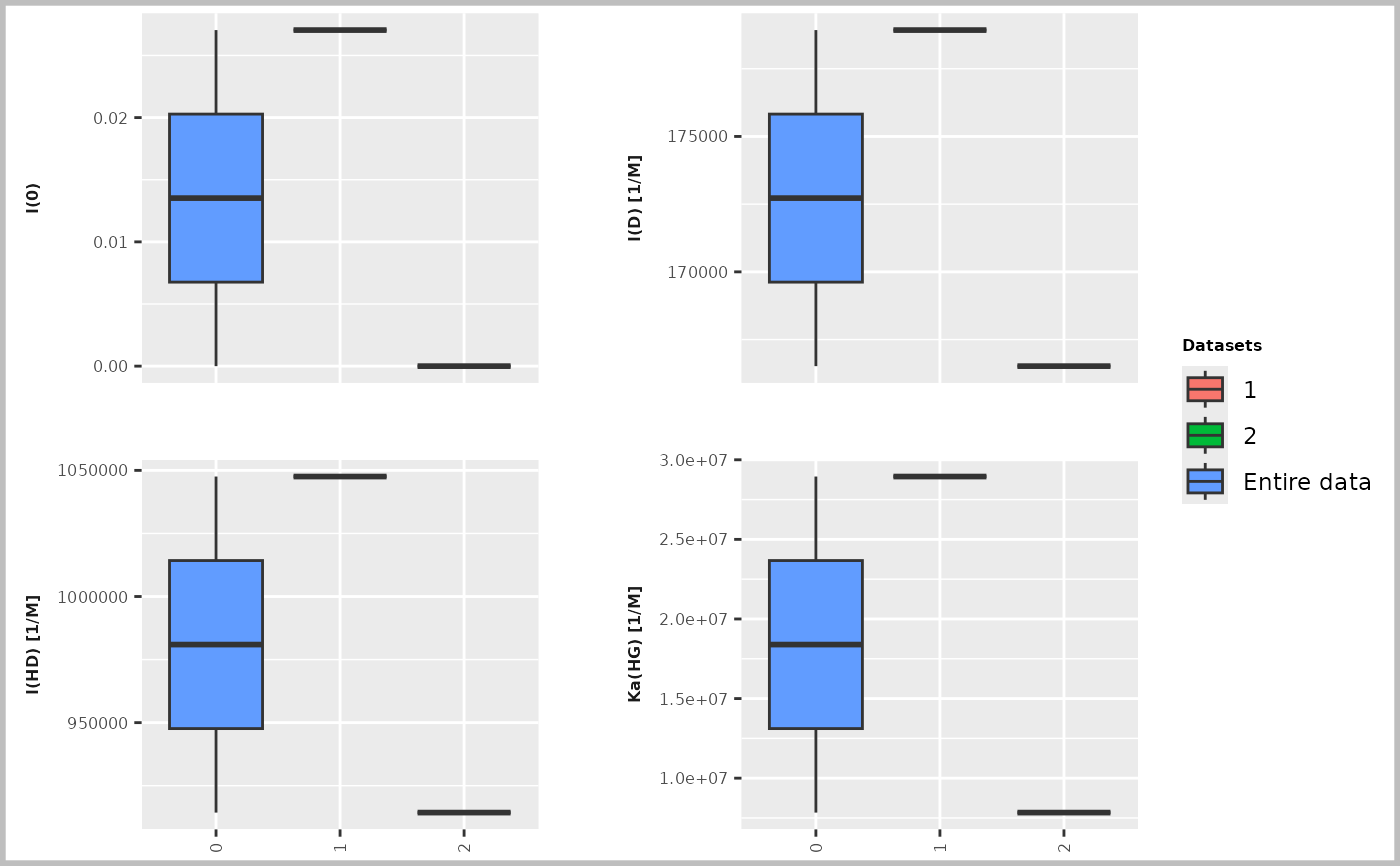 I(0)
0.02
0.01
0.00
I(D) [1/M]
175000
170000
I(HD) [1/M]
1050000
1000000
950000
0
1
2
Ka(HG) [1/M]
3.0e+07
2.5e+07
2.0e+07
1.5e+07
1.0e+07
0
1
2
Datasets
1
2
Entire data